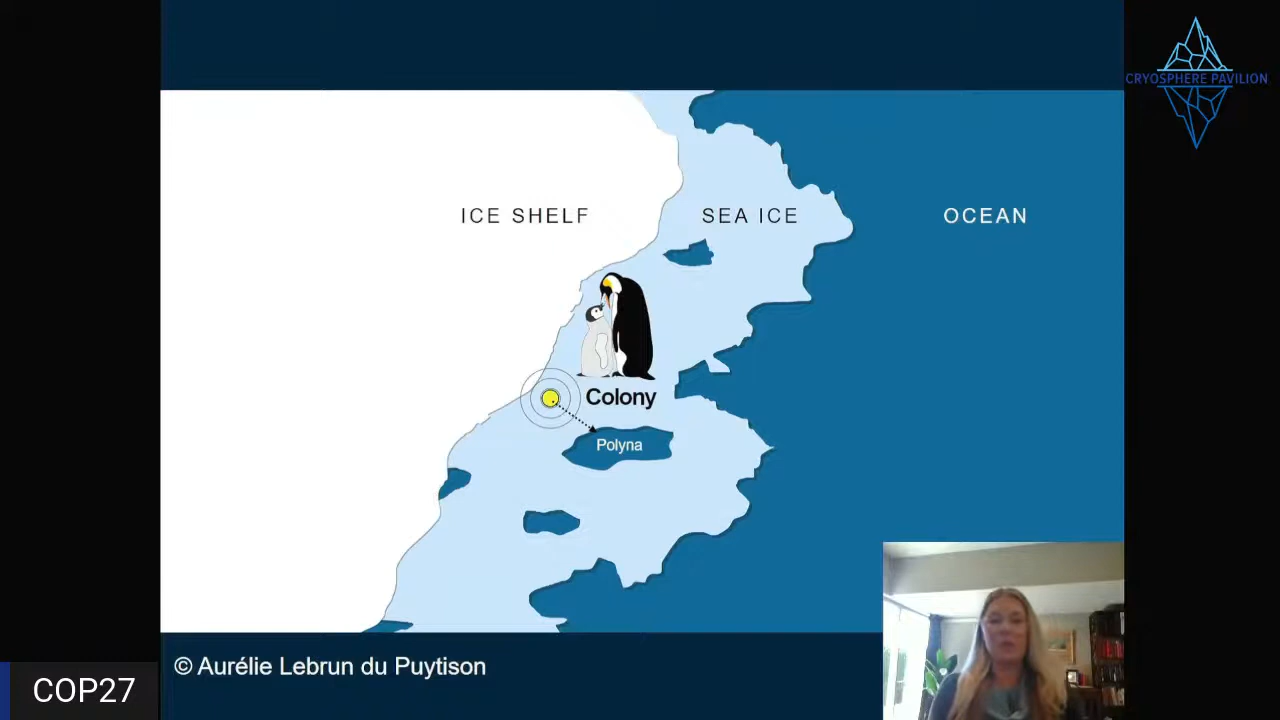 CRYOSPHERE PAVILION
ICE SHELF
SEA ICE
OCEAN
Colony
Polyna
© Aurélie Lebrun du Puytison
COP27